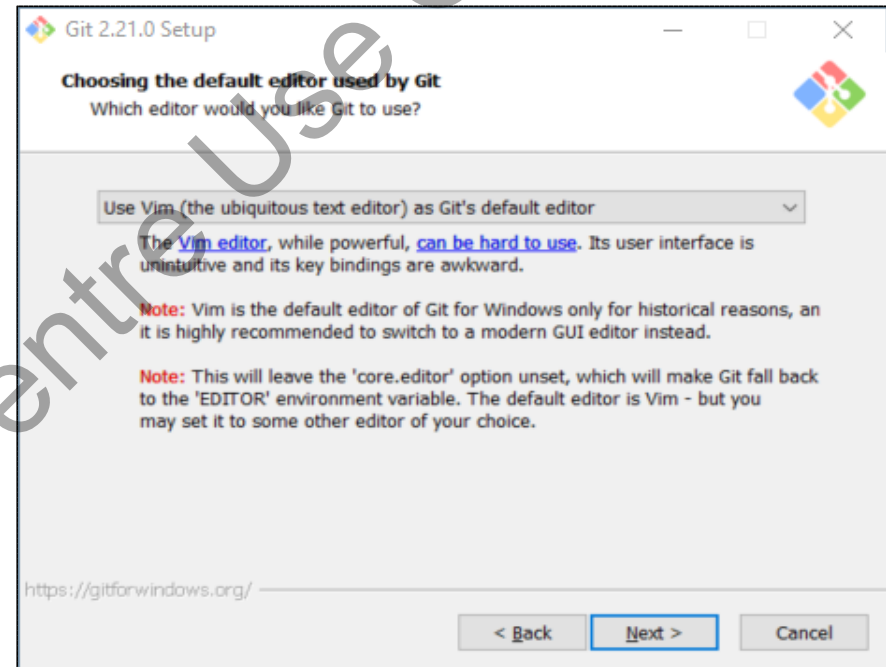 Git 2.21.0 Setup
Choosing the default editor used by Git
Which editor would you like Git to use?
Use Vim (the ubiquitous text editor) as Git's default editor
The Vim editor, while powerful, can be hard to use. Its user interface is
unintuitive and its key bindings are awkward.
Note: Vim is the default editor of Git for Windows only for historical reasons, an
it is highly recommended to switch to a modern GUI editor instead.
Note: This will leave the 'core.editor' option unset, which will make Git fall back
to the 'EDITOR' environment variable. The default editor is Vim - but you
may set it to some other editor of your choice.
https://gitforwindows.org/
< Back
Next >
Cancel
entre Use